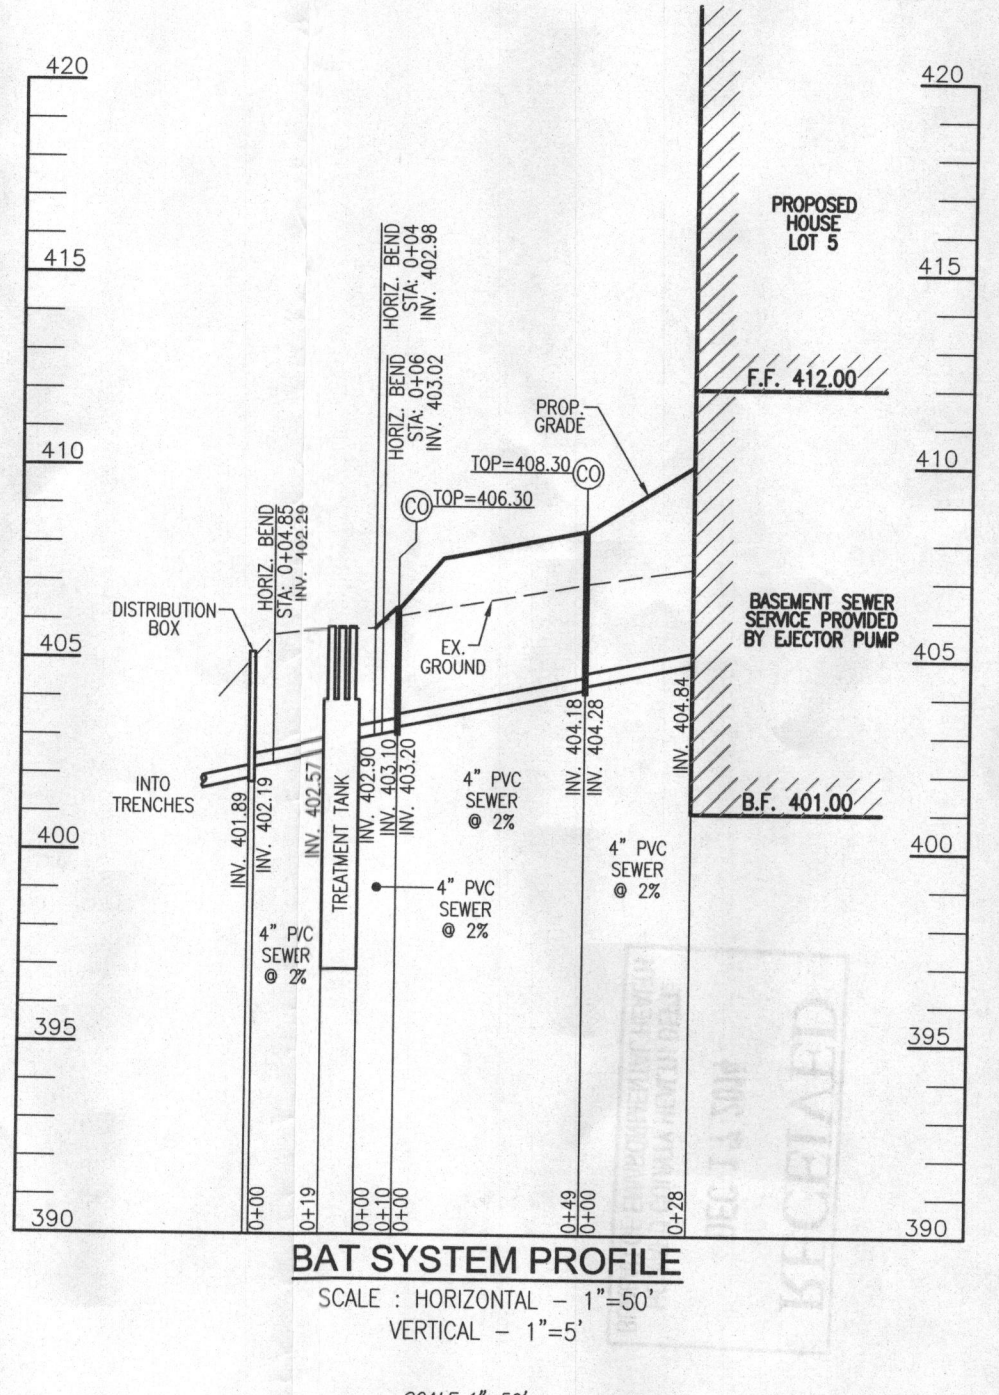 420
420
PROPOSED
HOUSE
LOT 5
HORIZ. BEND
STA: 0+04
INV. 402.98
415
415
HORIZ. BEND
STA: 0+06
INV. 403.02
F.F. 412.00
PROP.
GRADE
410
TOP=408.30
CO
410
CO
TOP=406.30
HORIZ. BEND
STA: 0+04.85
INV. 402.29
DISTRIBUTION
BOX
BASEMENT SEWER
SERVICE PROVIDED
BY EJECTOR PUMP
405
EX.
GROUND
405
INTO
TRENCHES
INV. 401.89
INV. 402.19
INV. 402.57
TREATMENT TANK
INV. 402.90
INV. 403.10
INV. 403.20
INV. 404.18
INV. 404.28
INV. 404.84
4" PVC
SEWER
@ 2%
B.F. 401.00
400
400
4" PVC
SEWER
@ 2%
4" PVC
SEWER
@ 2%
4" P/C
SEWER
@ 2%
395
395
RECEIVED
DEC 17 2014
390
0+00
0+19
0+00
0+10
0+00
0+49
0+00
0+28
390
BAT SYSTEM PROFILE
SCALE : HORIZONTAL - 1"=50'
VERTICAL - 1"=5'